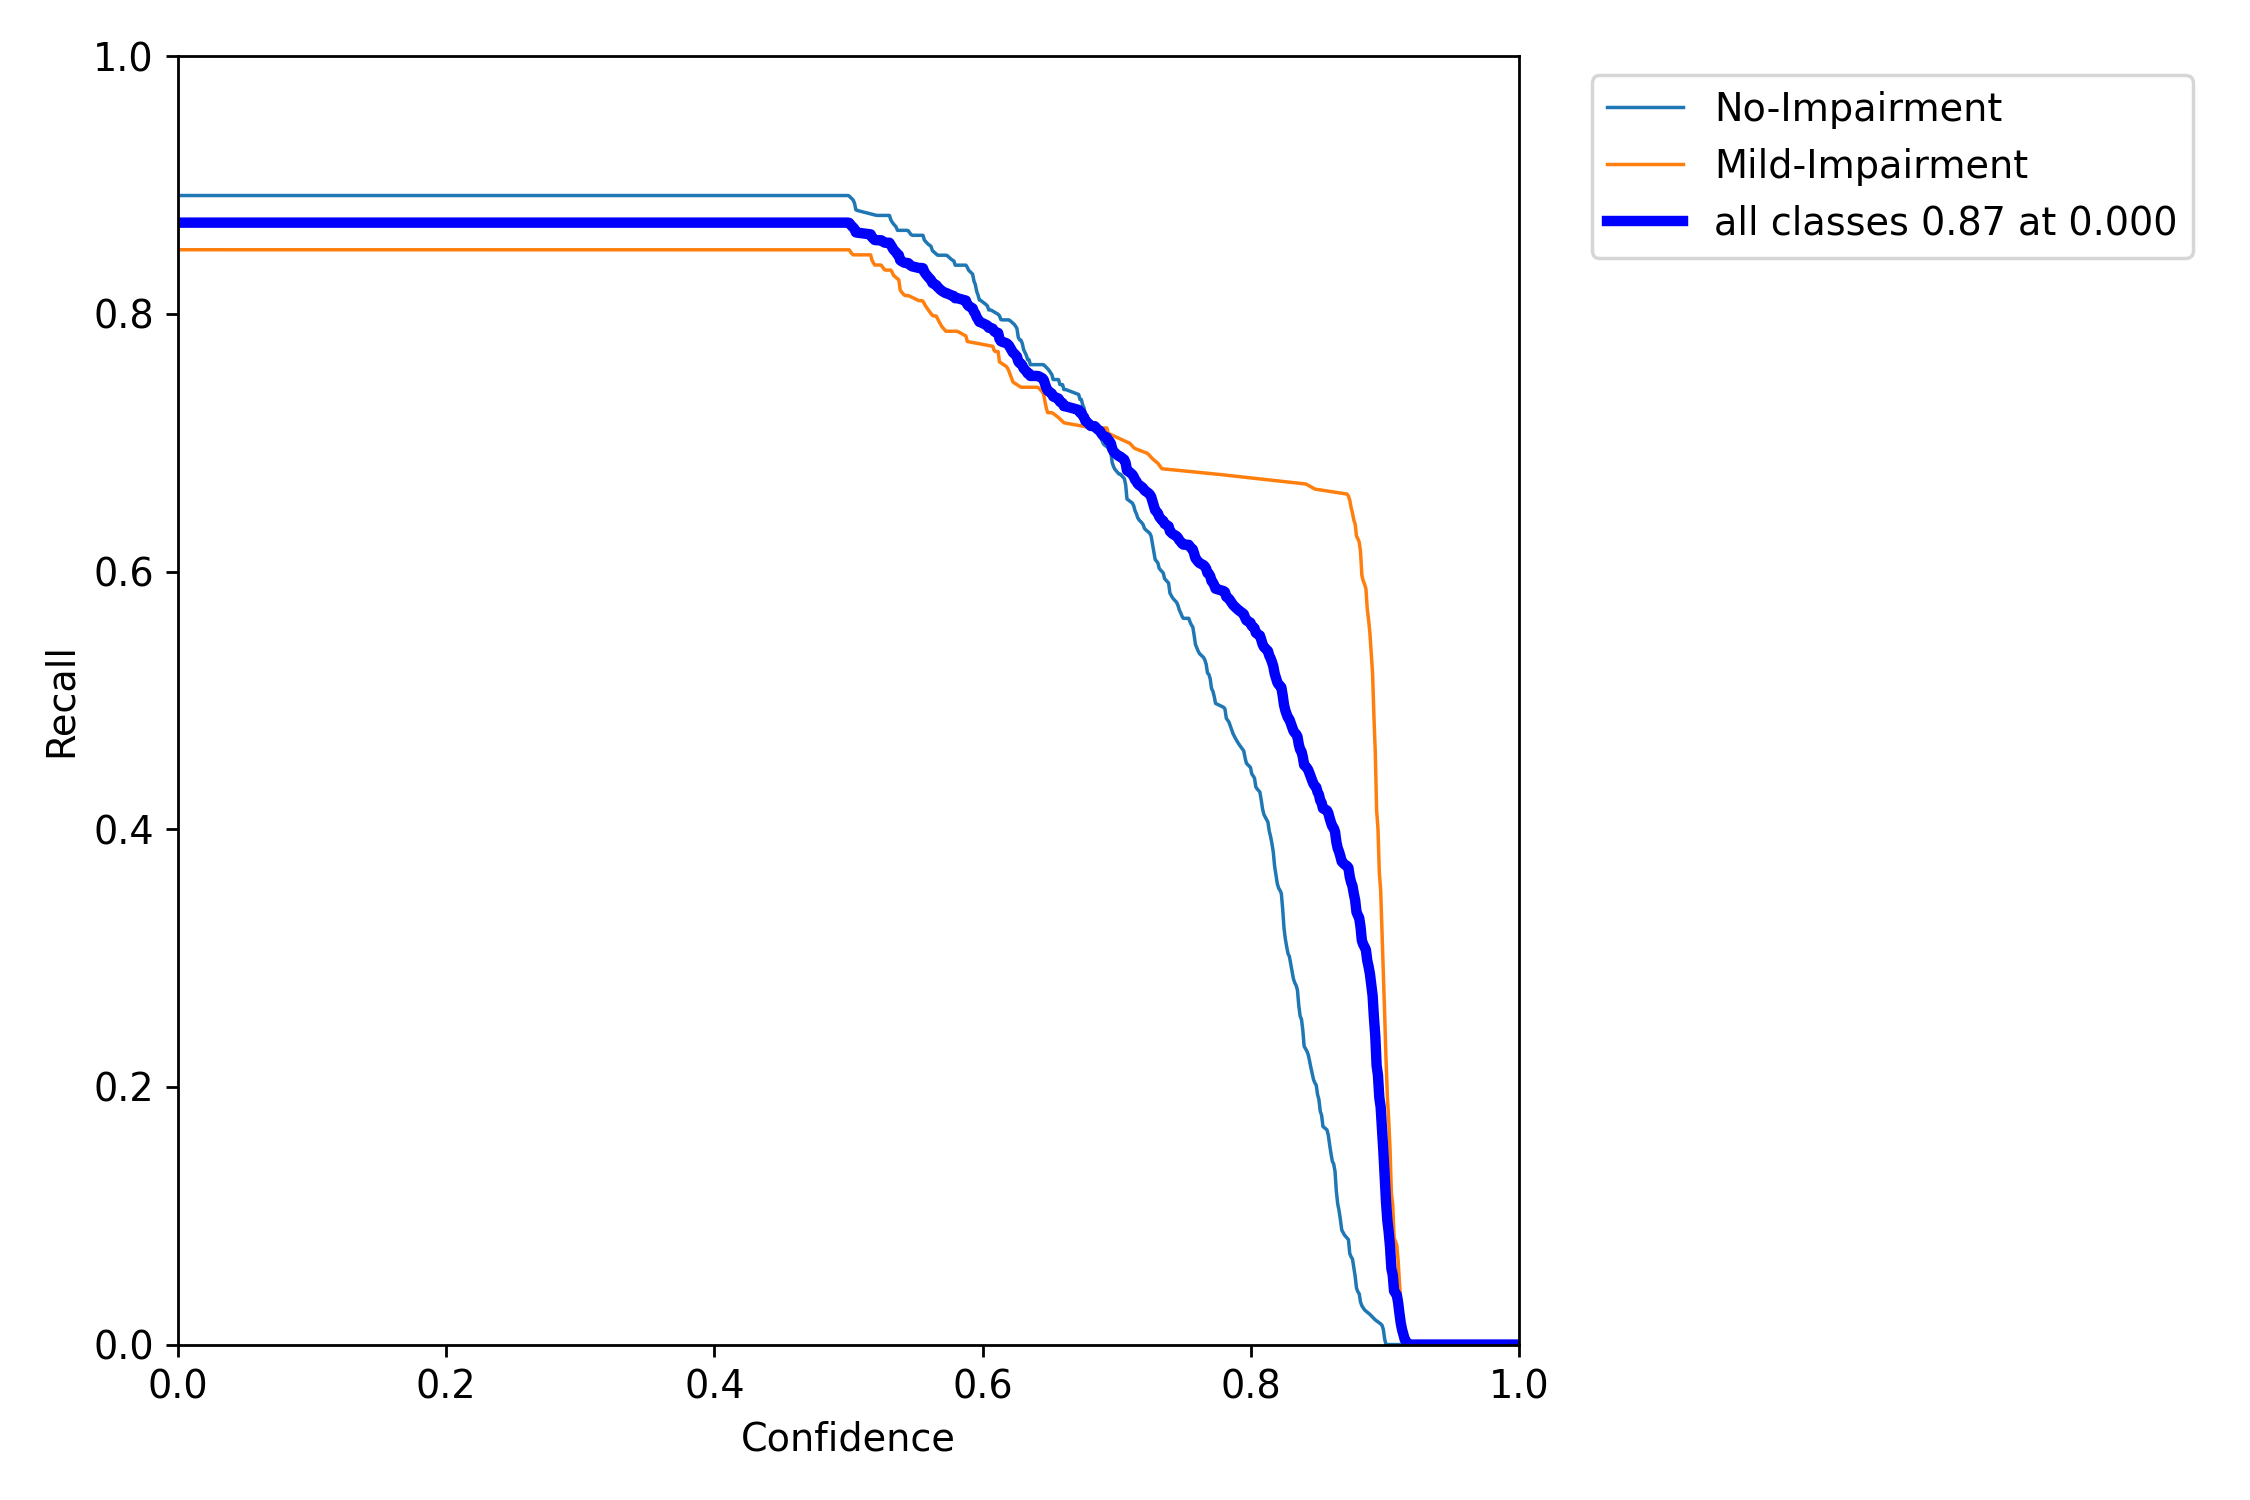 1.0
0.8
0.6
0.4
0.2
0.0
Recall
0.0 0.2 0.4 0.6 0.8 1.0
Confidence
No-Impairment
Mild-Impairment
all classes 0.87 at 0.000